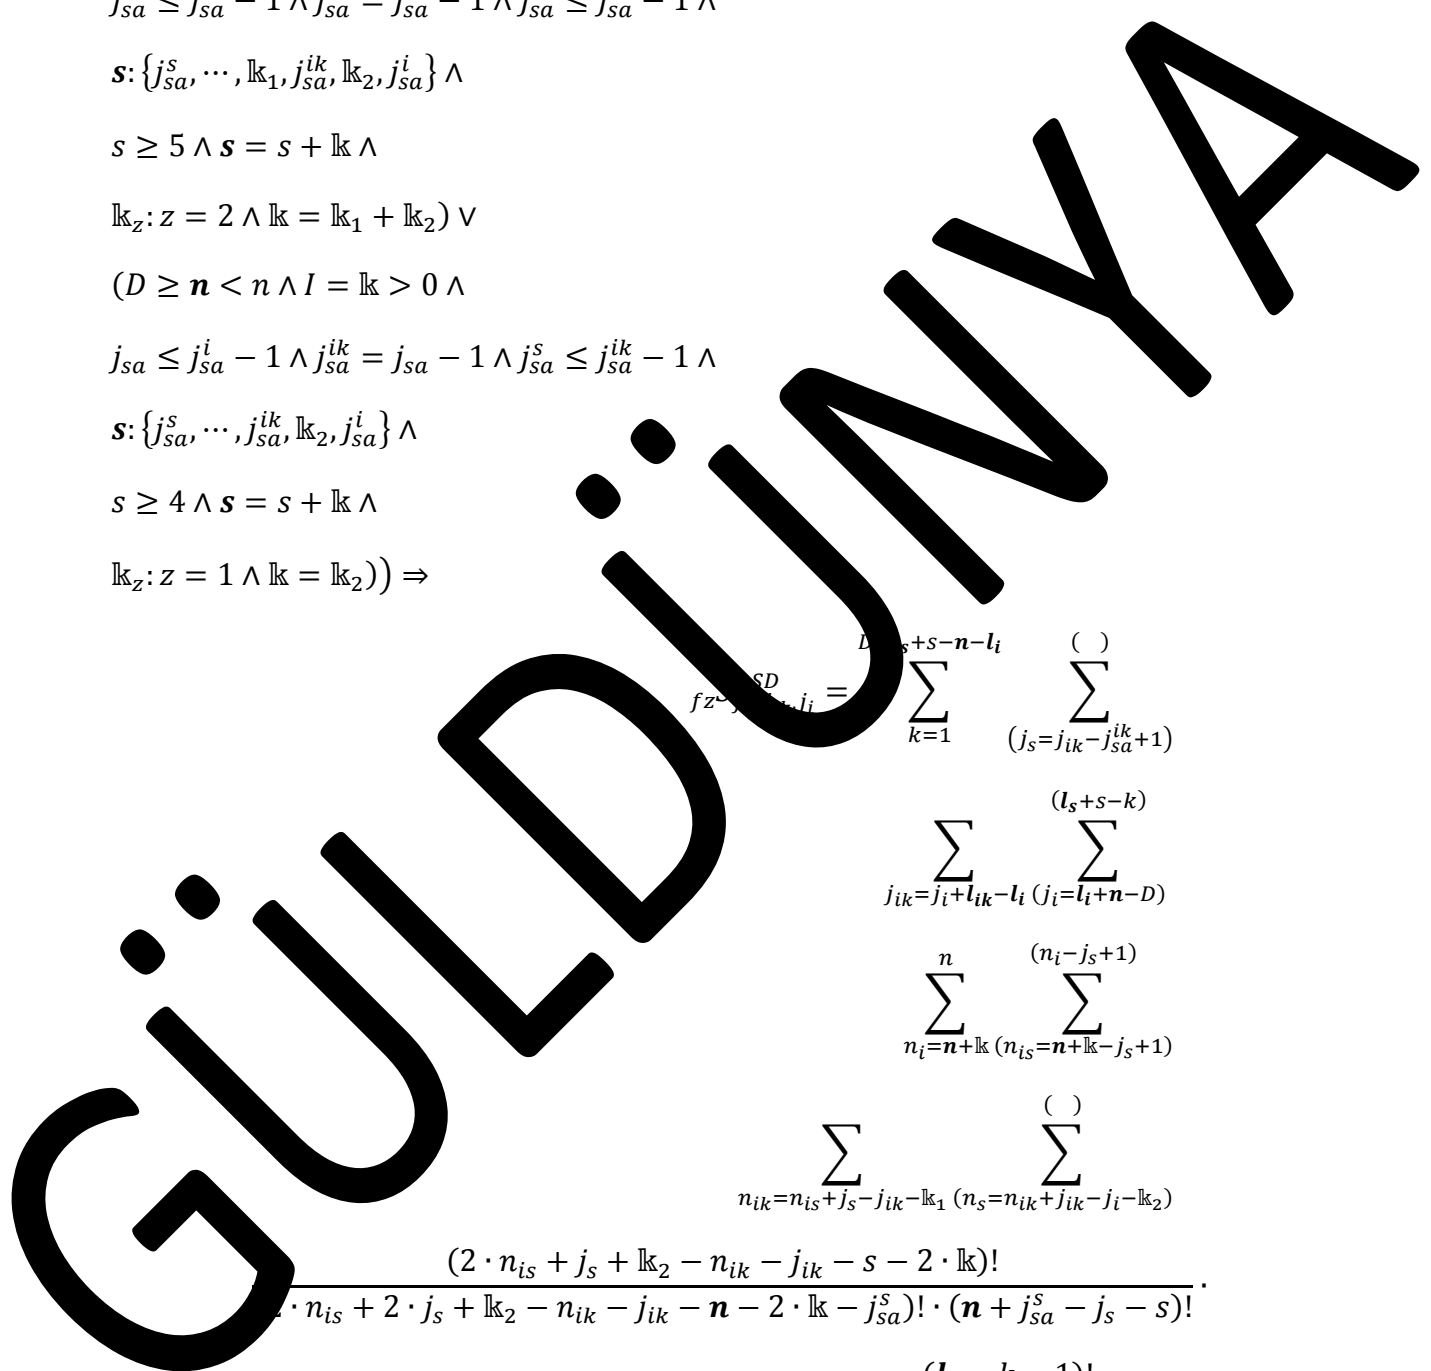 j_{sa} ≤ j_{sa} − 1 ∧ j_{sa} = j_{sa} − 1 ∧ j_{sa} ≤ j_{sa} − 1 ∧
s: {j_{sa}^{s}, ⋯, 𝕜_1, j_{sa}^{ik}, 𝕜_2, j_{sa}^{i}} ∧
s ≥ 5 ∧ s = s + 𝕜 ∧
𝕜_z: z = 2 ∧ 𝕜 = 𝕜_1 + 𝕜_2) ∨
(D ≥ n < n ∧ I = 𝕜 > 0 ∧
j_{sa} ≤ j_{sa}^{i} − 1 ∧ j_{sa}^{ik} = j_{sa} − 1 ∧ j_{sa}^{s} ≤ j_{sa}^{ik} − 1 ∧
s: {j_{sa}^{s}, ⋯, j_{sa}^{ik}, 𝕜_2, j_{sa}^{i}} ∧
s ≥ 4 ∧ s = s + 𝕜 ∧
𝕜_z: z = 1 ∧ 𝕜 = 𝕜_2)) ⇒
fz SD j_i = ∑_{k=1}^{D s+s−n−l_i} ∑_{(j_s=j_{ik}−j_{sa}^{ik}+1)}^{( )}
∑_{j_{ik}=j_i+l_{ik}−l_i} ∑_{(j_i=l_i+n−D)}^{(l_s+s−k)}
∑_{n_i=n+𝕜}^{n} ∑_{(n_{is}=n+𝕜−j_s+1)}^{(n_i−j_s+1)}
∑_{n_{ik}=n_{is}+j_s−j_{ik}−𝕜_1} ∑_{(n_s=n_{ik}+j_{ik}−j_i−𝕜_2)}^{( )}
(2 · n_{is} + j_s + 𝕜_2 − n_{ik} − j_{ik} − s − 2 · 𝕜)!
· n_{is} + 2 · j_s + 𝕜_2 − n_{ik} − j_{ik} − n − 2 · 𝕜 − j_{sa}^{s})! · (n + j_{sa}^{s} − j_s − s)! ·
GÜLDÜNYA